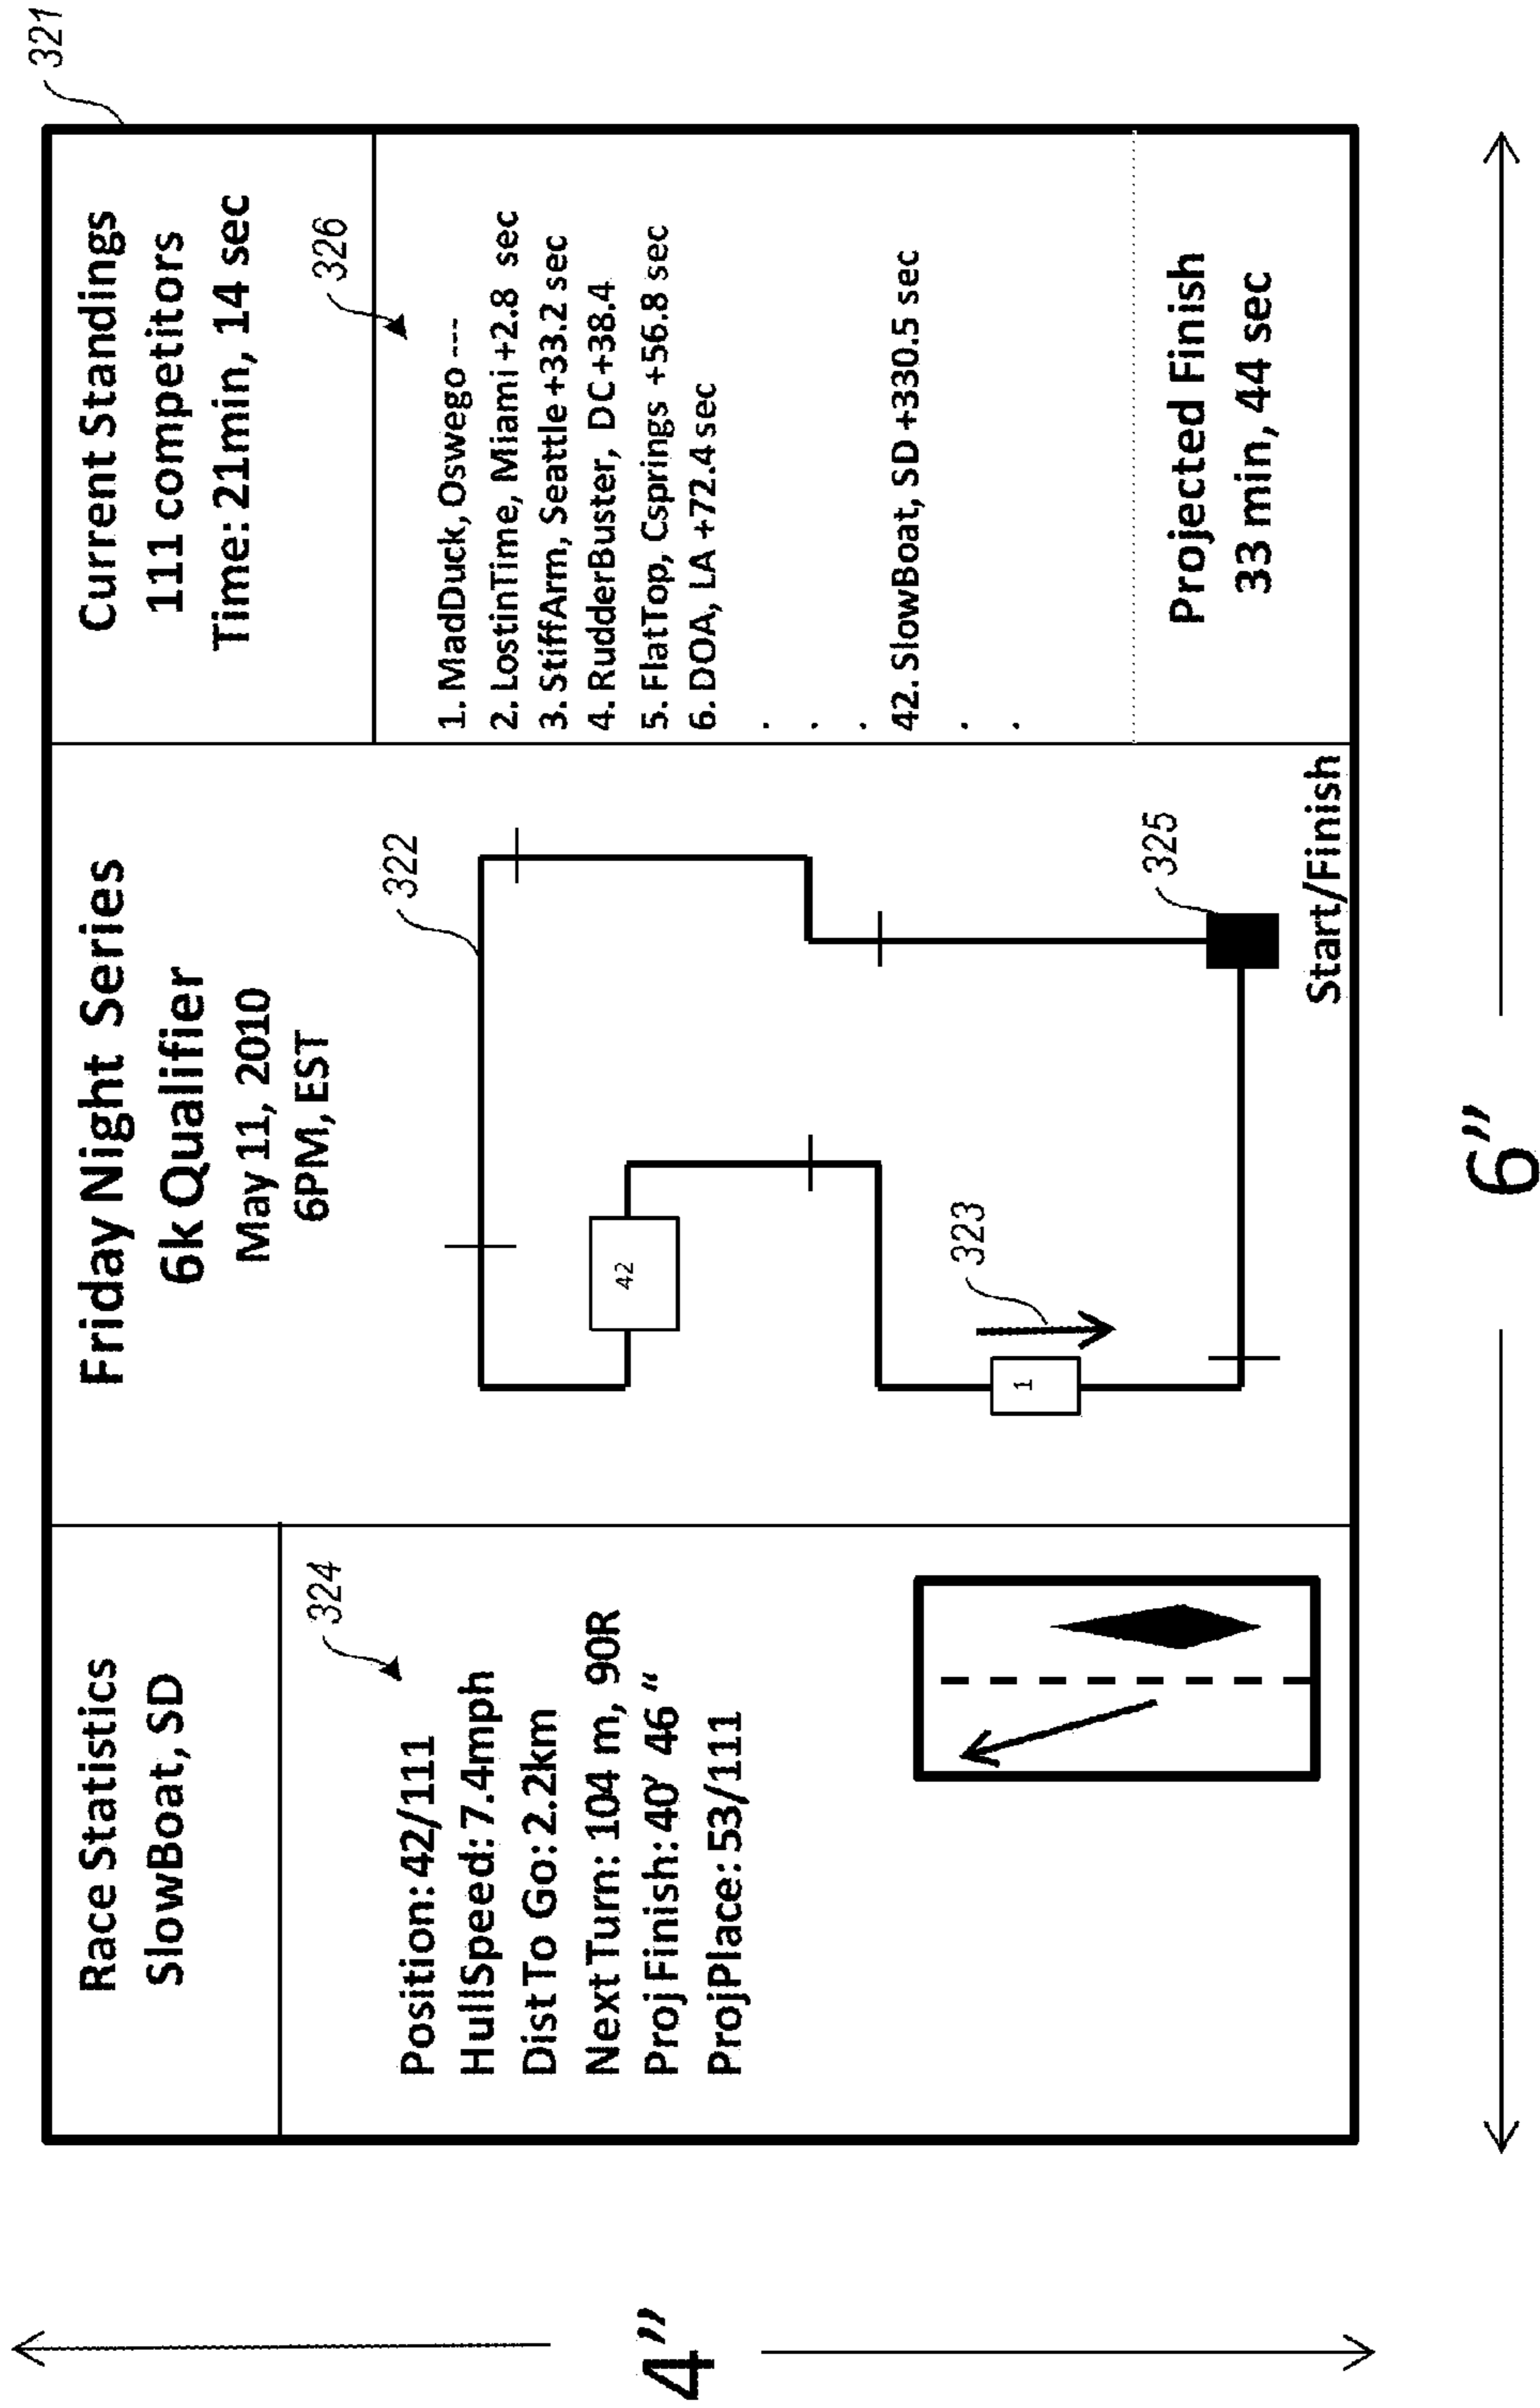 321
Race Statistics
SlowBoat, SD
324
Position: 42/111
HullSpeed: 7.4mph
Dist To Go: 2.2km
Next Turn: 104 m, 90R
Proj Finish: 40' 46 "
ProjPlace: 53/111
Friday Night Series
6k Qualifier
May 11, 2010
6PM, EST
322
42
323
1
325
Start/Finish
Current Standings
111 competitors
Time: 21min, 14 sec
326
1. MadDuck, Oswego ---
2. LostinTime, Miami +2.8 sec
3. StiffArm, Seattle +33.2 sec
4. RudderBuster, DC +38.4
5. FlatTop, Csprings +56.8 sec
6. DOA, LA +72.4 sec
.
.
.
42. SlowBoat, SD +330.5 sec
.
.
Projected Finish
33 min, 44 sec
4"
6"